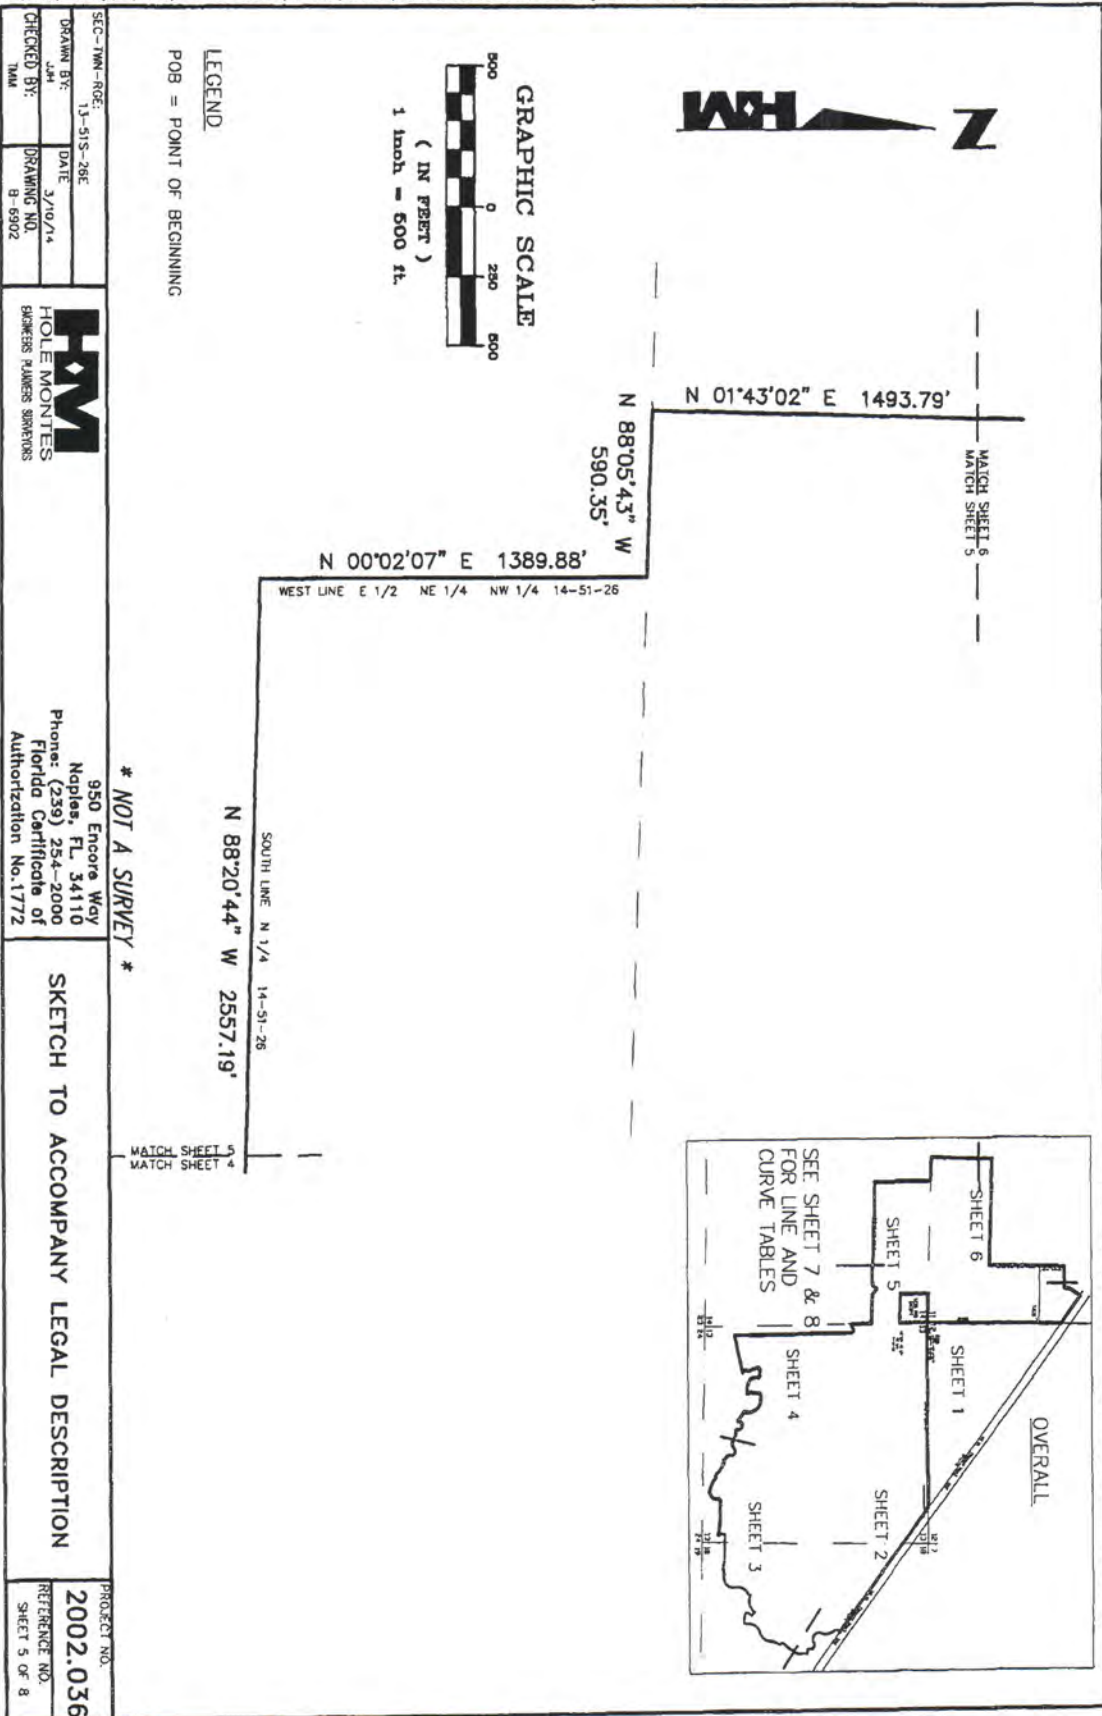 Z
HM
GRAPHIC SCALE
500 0 250 500
( IN FEET )
1 inch = 500 ft.
LEGEND
POB = POINT OF BEGINNING
MATCH SHEET 6
MATCH SHEET 5
N 01°43'02" E 1493.79'
N 88°05'43" W
590.35'
N 00°02'07" E 1389.88'
WEST LINE E 1/2 NE 1/4 NW 1/4 14-51-26
SOUTH LINE N 1/4 14-51-26
N 88°20'44" W 2557.19'
MATCH SHEET 5
MATCH SHEET 4
OVERALL
SHEET 6
SHEET 5
SHEET 1
SHEET 4
SHEET 2
SHEET 3
SEE SHEET 7 & 8
FOR LINE AND
CURVE TABLES
* NOT A SURVEY *
SEC-TWN-RGE:
13-51S-26E
DRAWN BY:
JJH
DATE
3/10/14
CHECKED BY:
TMM
DRAWING NO.
B-6902
HM
HOLE MONTES
ENGINEERS PLANNERS SURVEYORS
950 Encore Way
Naples, FL. 34110
Phone: (239) 254-2000
Florida Certificate of
Authorization No.1772
SKETCH TO ACCOMPANY LEGAL DESCRIPTION
PROJECT NO.
2002.036
REFERENCE NO.
SHEET 5 OF 8